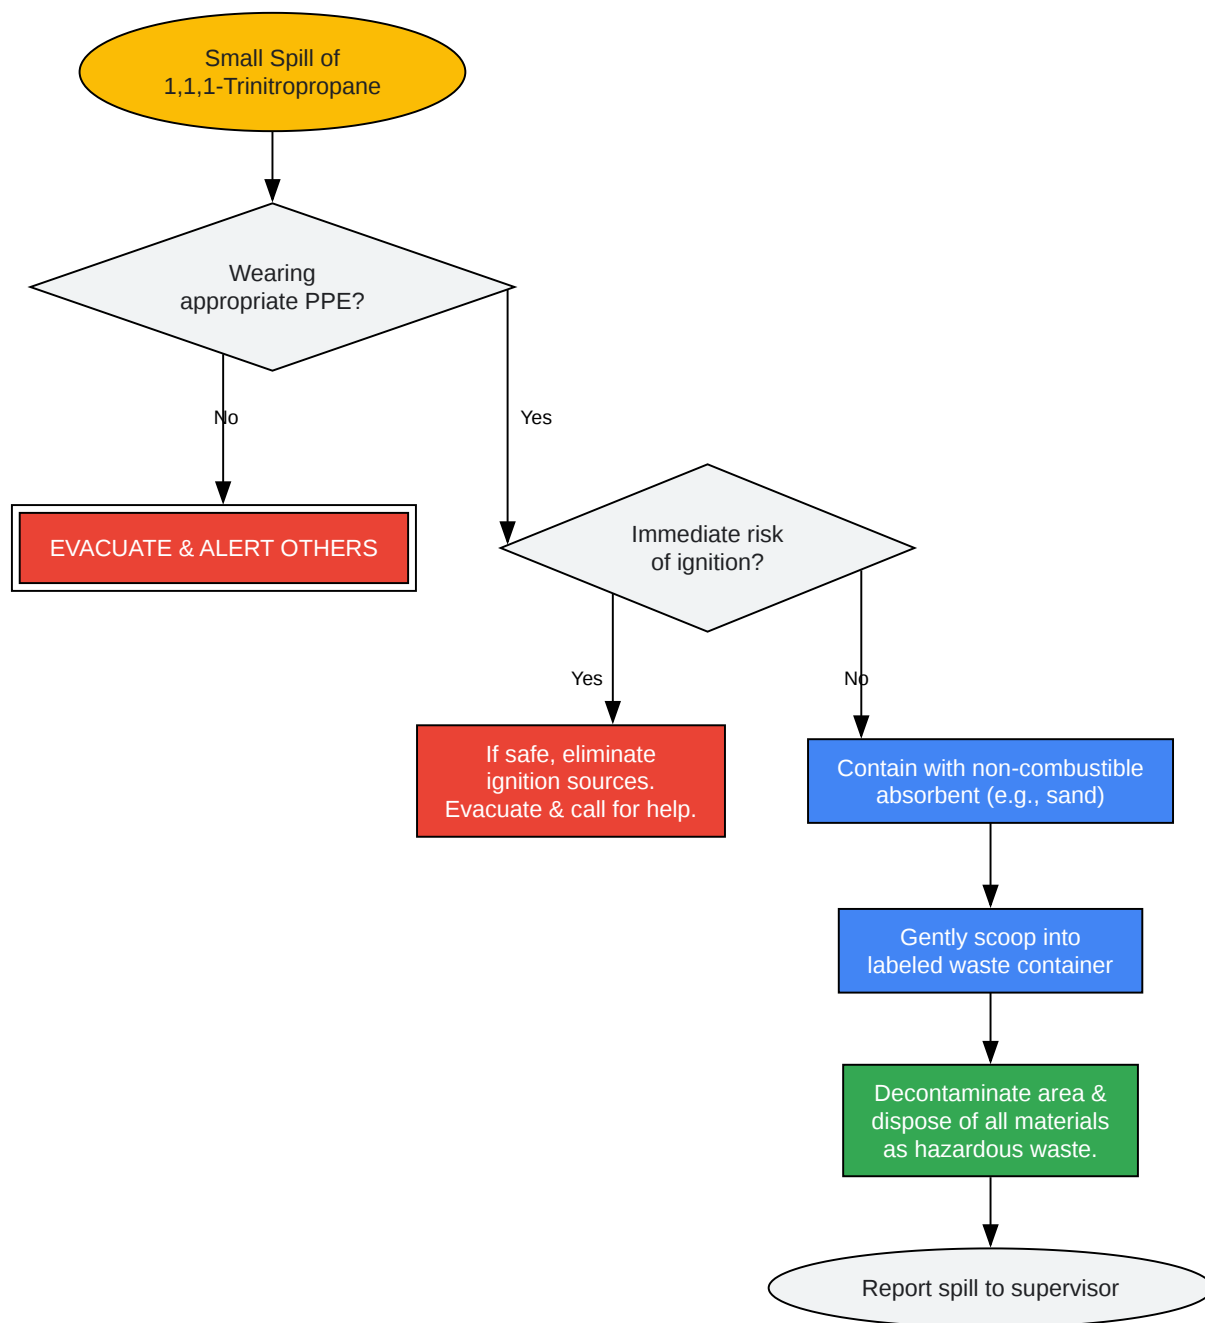 Small Spill of
1,1,1-Trinitropropane
Wearing
appropriate PPE?
No
Yes
EVACUATE & ALERT OTHERS
Immediate risk
of ignition?
Yes
No
If safe, eliminate
ignition sources.
Evacuate & call for help.
Contain with non-combustible
absorbent (e.g., sand)
Gently scoop into
labeled waste container
Decontaminate area &
dispose of all materials
as hazardous waste.
Report spill to supervisor